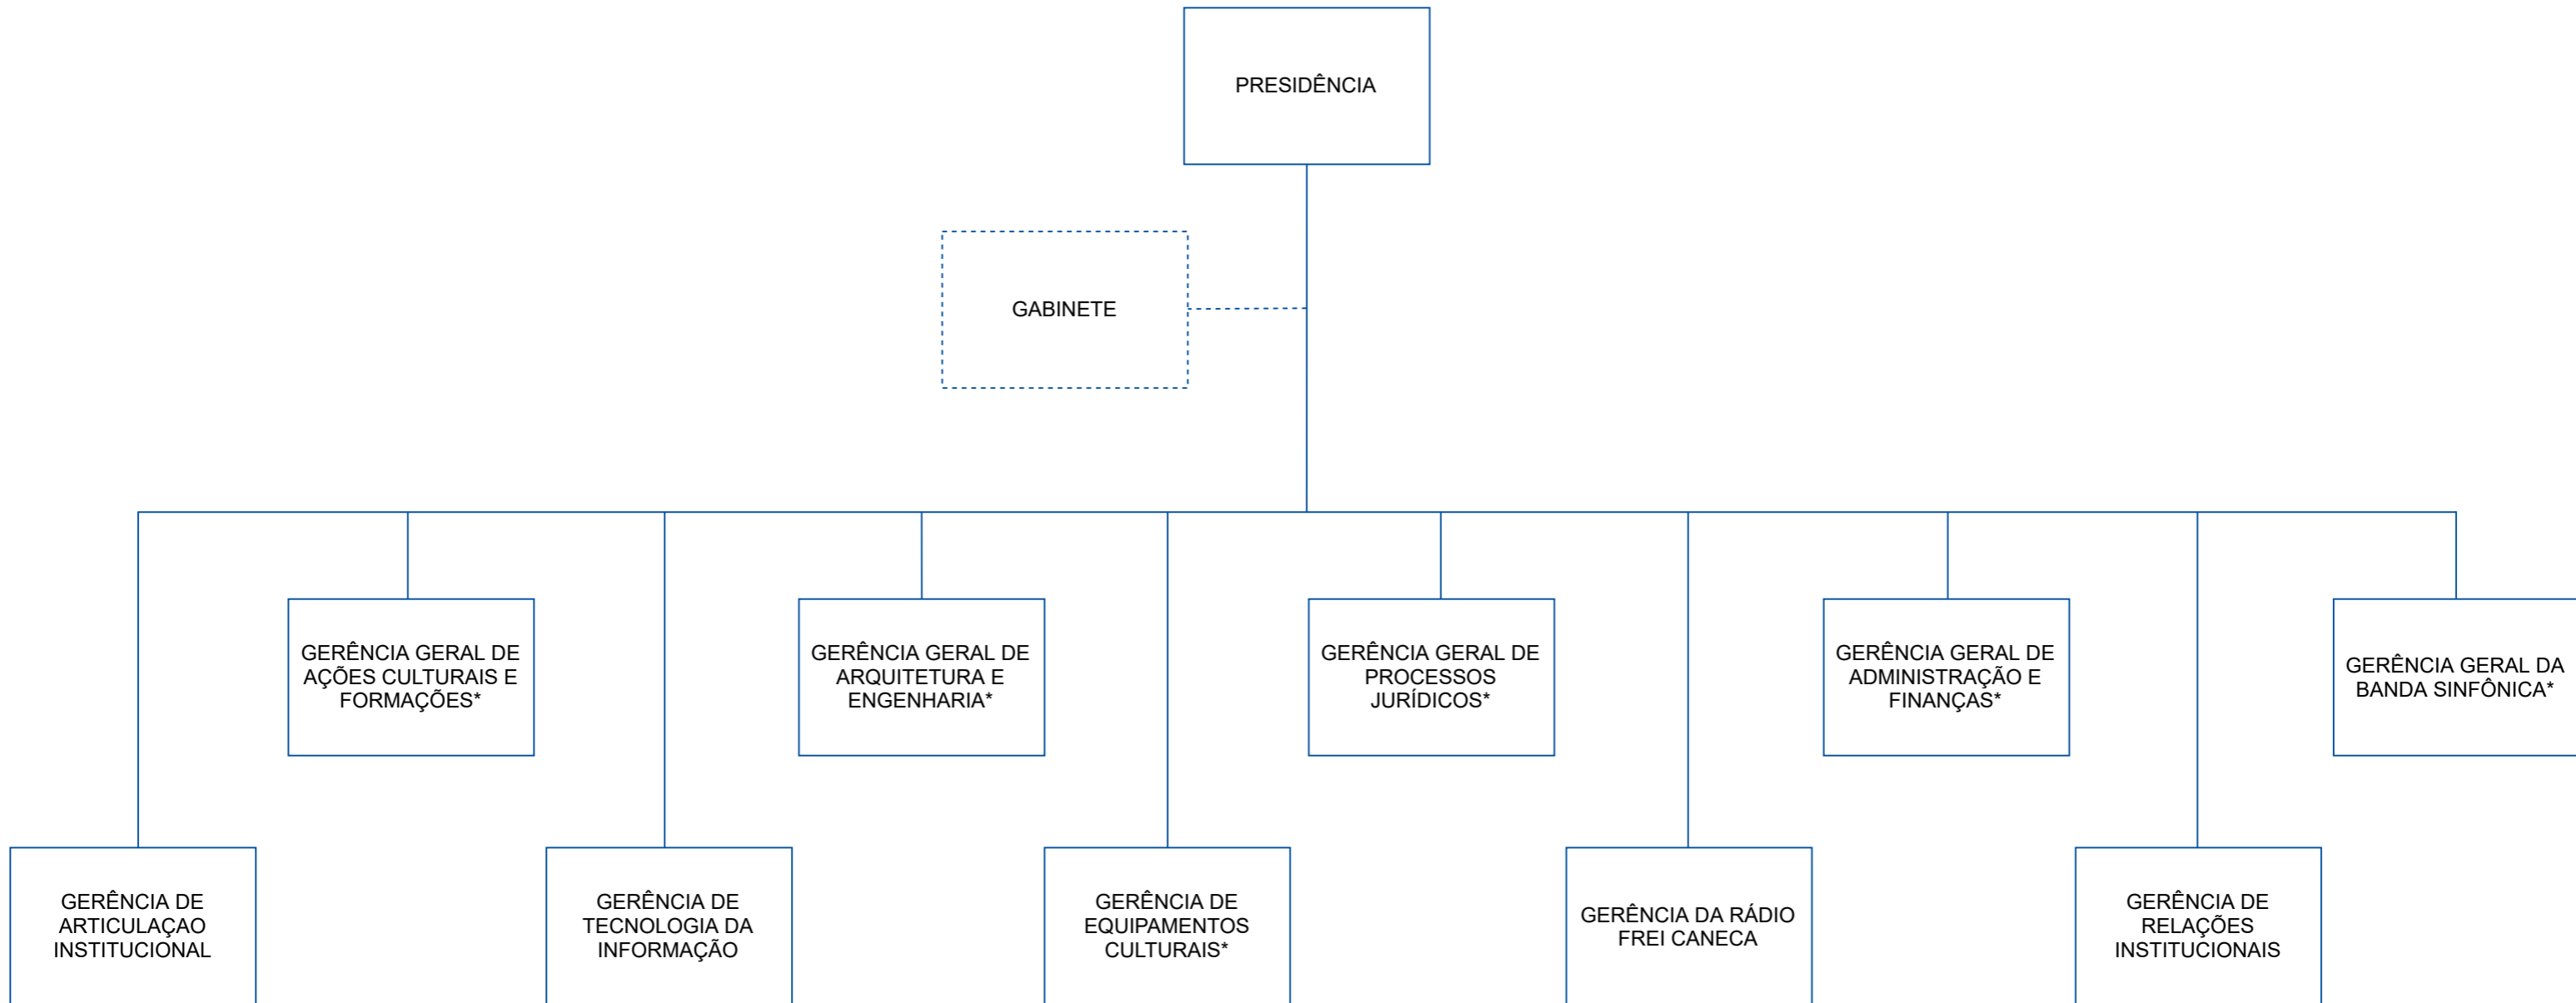 PRESIDÊNCIA
GABINETE
GERÊNCIA GERAL DE
AÇÕES CULTURAIS E
FORMAÇÕES*
GERÊNCIA GERAL DE
ARQUITETURA E
ENGENHARIA*
GERÊNCIA GERAL DE
PROCESSOS
JURÍDICOS*
GERÊNCIA GERAL DE
ADMINISTRAÇÃO E
FINANÇAS*
GERÊNCIA GERAL DA
BANDA SINFÔNICA*
GERÊNCIA DE
ARTICULAÇAO
INSTITUCIONAL
GERÊNCIA DE
TECNOLOGIA DA
INFORMAÇÃO
GERÊNCIA DE
EQUIPAMENTOS
CULTURAIS*
GERÊNCIA DA RÁDIO
FREI CANECA
GERÊNCIA DE
RELAÇÕES
INSTITUCIONAIS